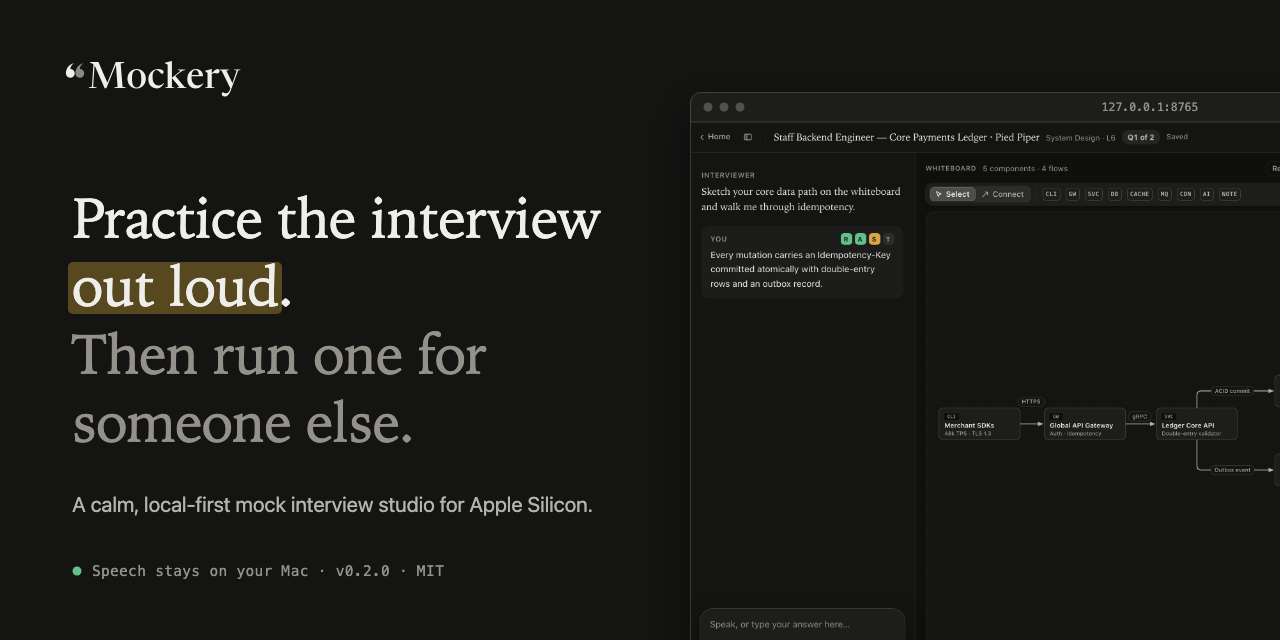 Mockery
Practice the interview
out loud.
Then run one for
someone else.
A calm, local-first mock interview studio for Apple Silicon.
Speech stays on your Mac · v0.2.0 · MIT
127.0.0.1:8765
‹ Home
Staff Backend Engineer — Core Payments Ledger · Pied Piper System Design · L6 Q1 of 2 Saved
INTERVIEWER
Sketch your core data path on the whiteboard
and walk me through idempotency.
YOU R A S T
Every mutation carries an Idempotency-Key
committed atomically with double-entry
rows and an outbox record.
Speak, or type your answer here...
WHITEBOARD 5 components · 4 flows Re
Select Connect CLI GW SVC DB CACHE MQ CDN AI NOTE
CLI
Merchant SDKs
48k TPS · TLS 1.3
HTTPS
GW
Global API Gateway
Auth · Idempotency
gRPC
SVC
Ledger Core API
Double-entry validator
ACID commit
Outbox event